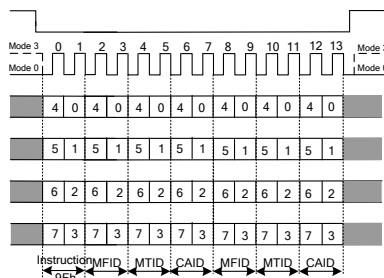 Mode 3 0 1 2 3 4 5 6 7 8 9 10 11 12 13 Mode 3
Mode 0 Mode 0
4 0 4 0 4 0 4 0 4 0 4 0 4 0
5 1 5 1 5 1 5 1 5 1 5 1 5 1
6 2 6 2 6 2 6 2 6 2 6 2 6 2
7 3 7 3 7 3 7 3 7 3 7 3 7 3
Instruction MFID MTID CAID MFID MTID CAID
9Fh